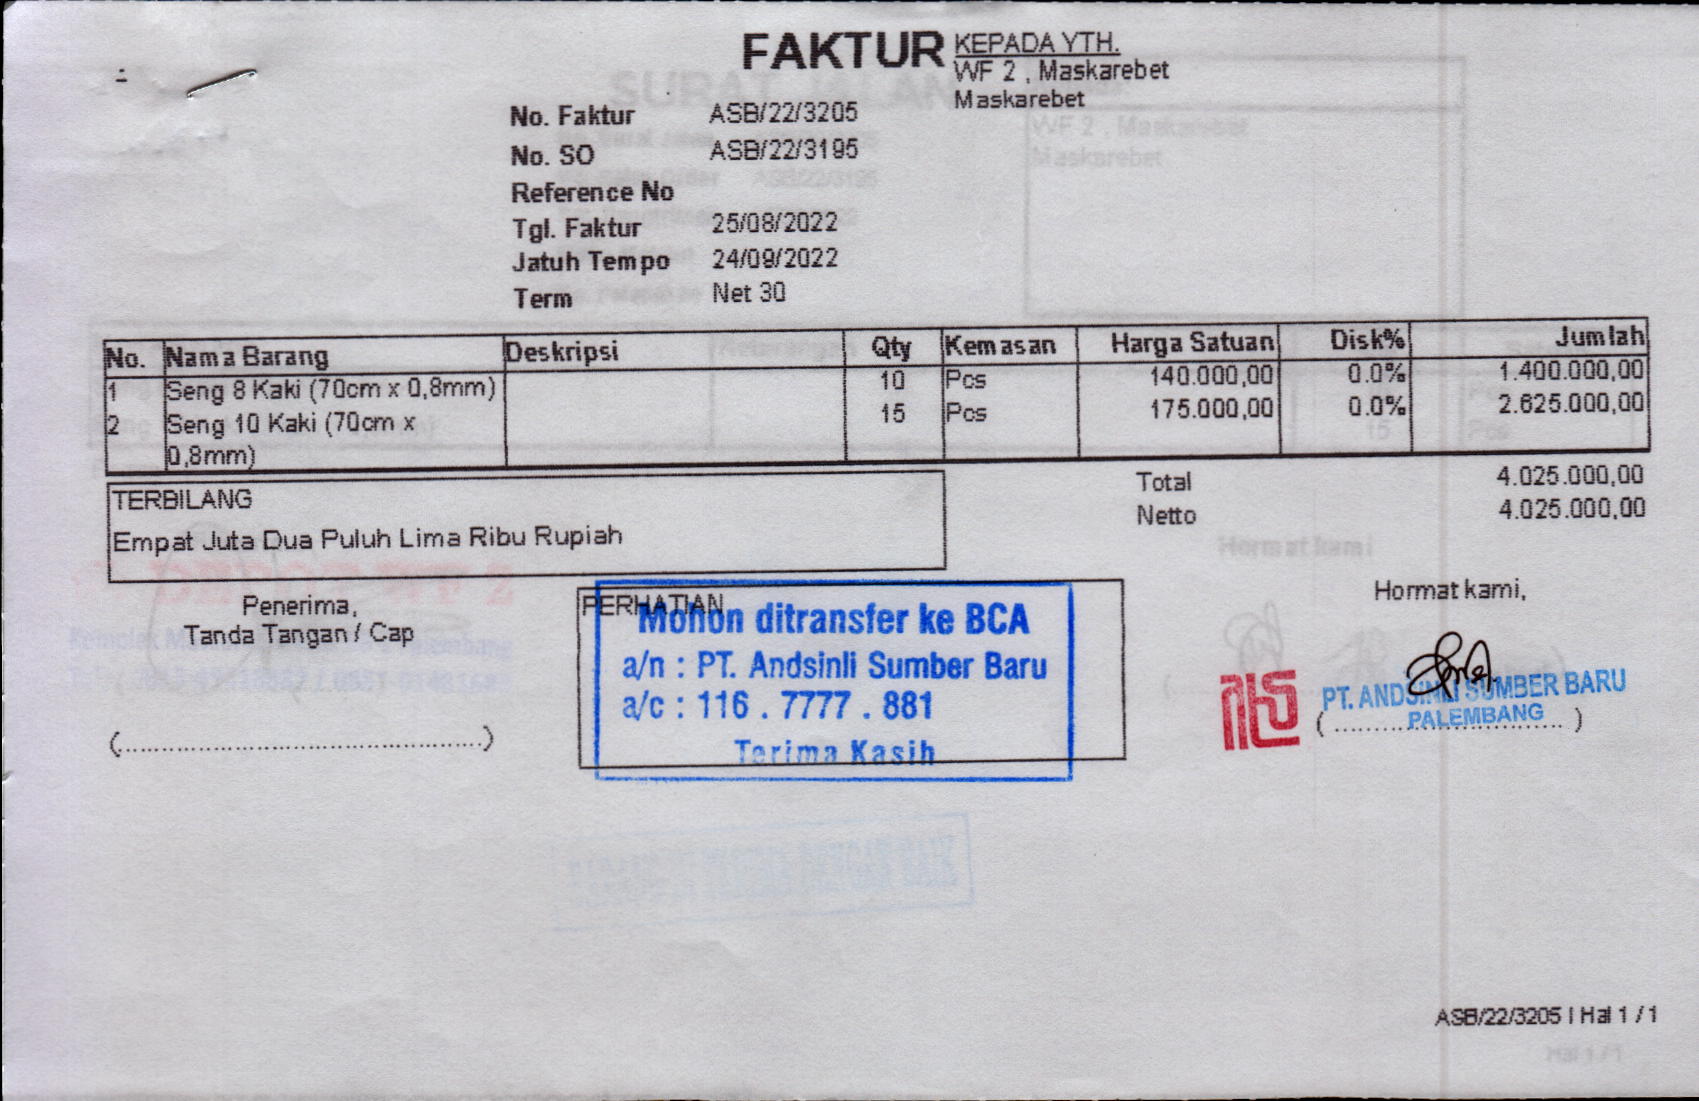 FAKTUR
KEPADA YTH.
WF 2 , Maskarebet
Maskarebet
No. Faktur ASB/22/3205
No. SO ASB/22/3195
Reference No
Tgl. Faktur 25/08/2022
Jatuh Tempo 24/09/2022
Term Net 30
No. Nama Barang Deskripsi Qty Kemasan Harga Satuan Disk% Jumlah
1 Seng 8 Kaki (70cm x 0,8mm) 10 Pcs 140.000,00 0.0% 1.400.000,00
2 Seng 10 Kaki (70cm x 15 Pcs 175.000,00 0.0% 2.625.000,00
0,8mm)
Total 4.025.000,00
Netto 4.025.000,00
TERBILANG
Empat Juta Dua Puluh Lima Ribu Rupiah
Penerima,
Tanda Tangan / Cap
(................................................)
PERHATIAN
Mohon ditransfer ke BCA
a/n : PT. Andsinli Sumber Baru
a/c : 116 . 7777 . 881
Terima Kasih
Hormat kami,
PT. ANDSINLI SUMBER BARU
PALEMBANG
(..............................)
ASB/22/3205 | Hal 1 / 1